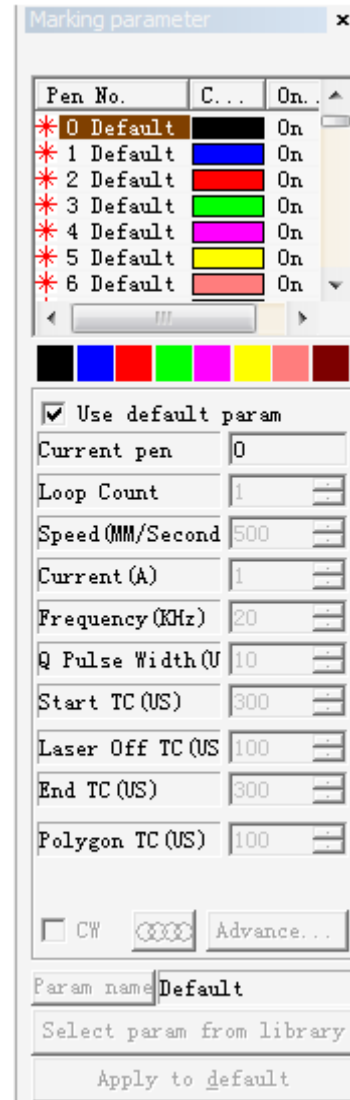 Marking parameter x
Pen No. C... On..
0 Default On
1 Default On
2 Default On
3 Default On
4 Default On
5 Default On
6 Default On
Use default param
Current pen 0
Loop Count 1
Speed(MM/Second 500
Current(A) 1
Frequency(KHz) 20
Q Pulse Width(U 10
Start TC(US) 300
Laser Off TC(US 100
End TC(US) 300
Polygon TC(US) 100
CW Advance...
Param name Default
Select param from library
Apply to default